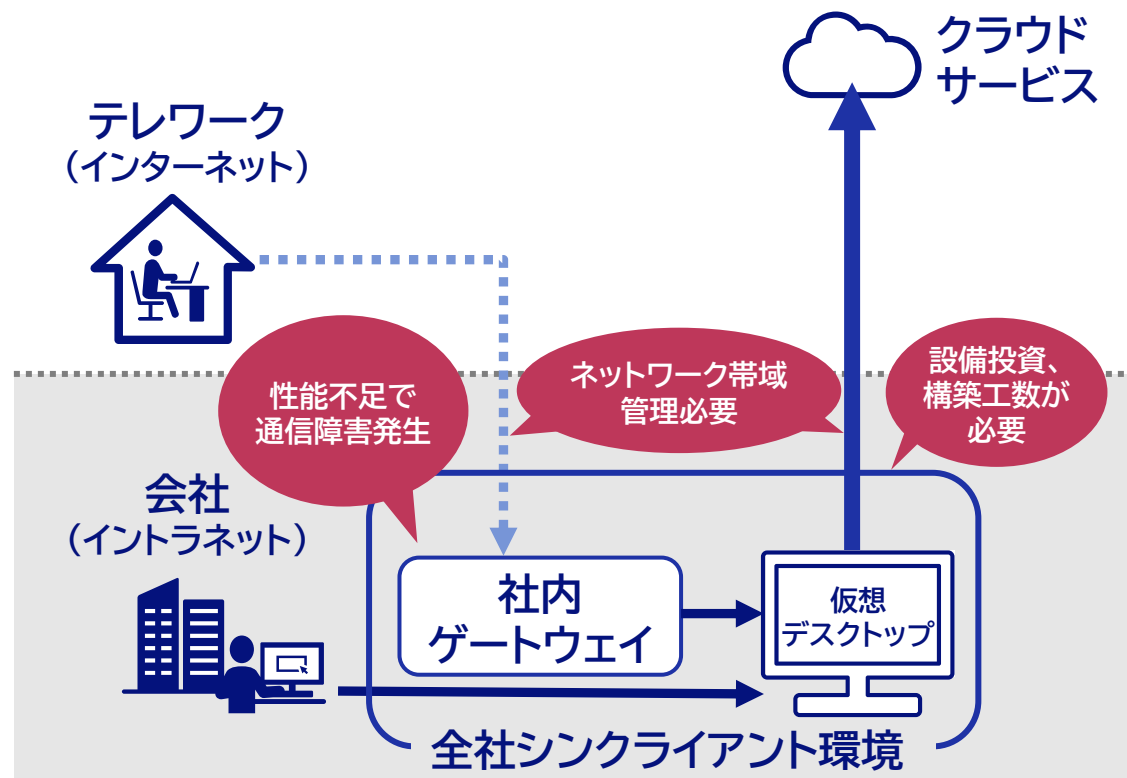 クラウド
サービス
テレワーク
（インターネット）
性能不足で
通信障害発生
ネットワーク帯域
管理必要
設備投資、
構築工数が
必要
会社
（イントラネット）
社内
ゲートウェイ
仮想
デスクトップ
全社シンクライアント環境